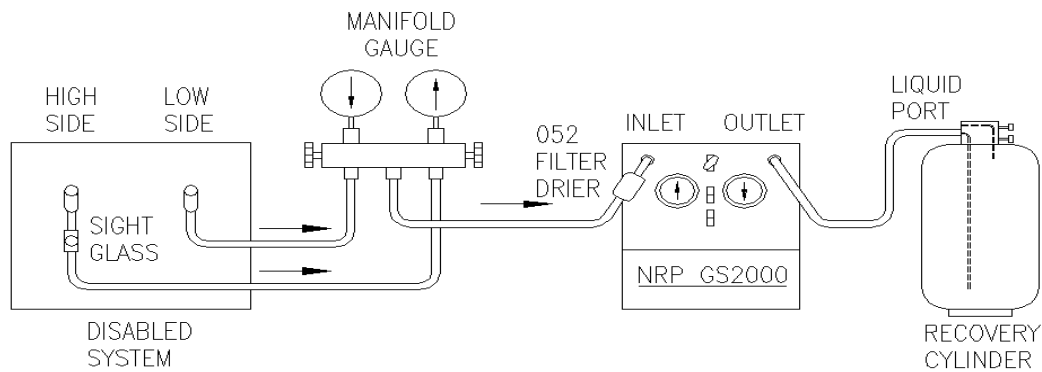 MANIFOLD
GAUGE
HIGH
SIDE
LOW
SIDE
052
FILTER
DRIER
INLET
OUTLET
LIQUID
PORT
SIGHT
GLASS
NRP GS2000
DISABLED
SYSTEM
RECOVERY
CYLINDER